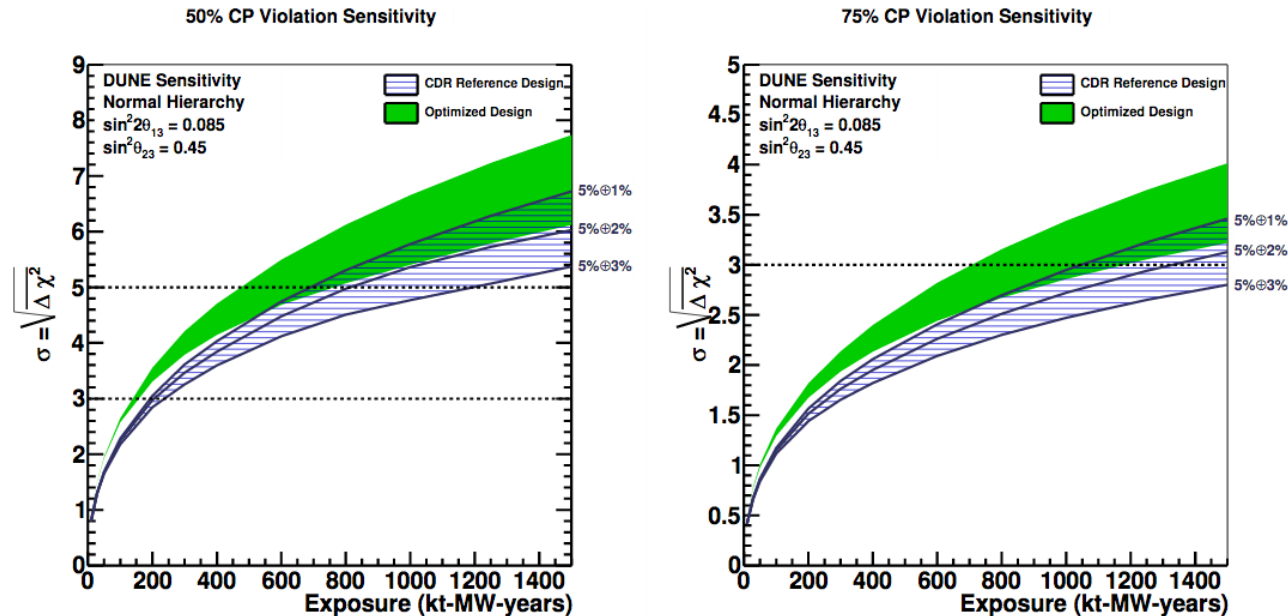 50% CP Violation Sensitivity
9
8
7
6
5
4
3
2
1
0
σ = √Δ χ²
DUNE Sensitivity
Normal Hierarchy
sin²2θ₁₃ = 0.085
sin²θ₂₃ = 0.45
CDR Reference Design
Optimized Design
5%⊕1%
5%⊕2%
5%⊕3%
0 200 400 600 800 1000 1200 1400
Exposure (kt-MW-years)
75% CP Violation Sensitivity
5
4.5
4
3.5
3
2.5
2
1.5
1
0.5
0
σ = √Δ χ²
DUNE Sensitivity
Normal Hierarchy
sin²2θ₁₃ = 0.085
sin²θ₂₃ = 0.45
CDR Reference Design
Optimized Design
5%⊕1%
5%⊕2%
5%⊕3%
0 200 400 600 800 1000 1200 1400
Exposure (kt-MW-years)